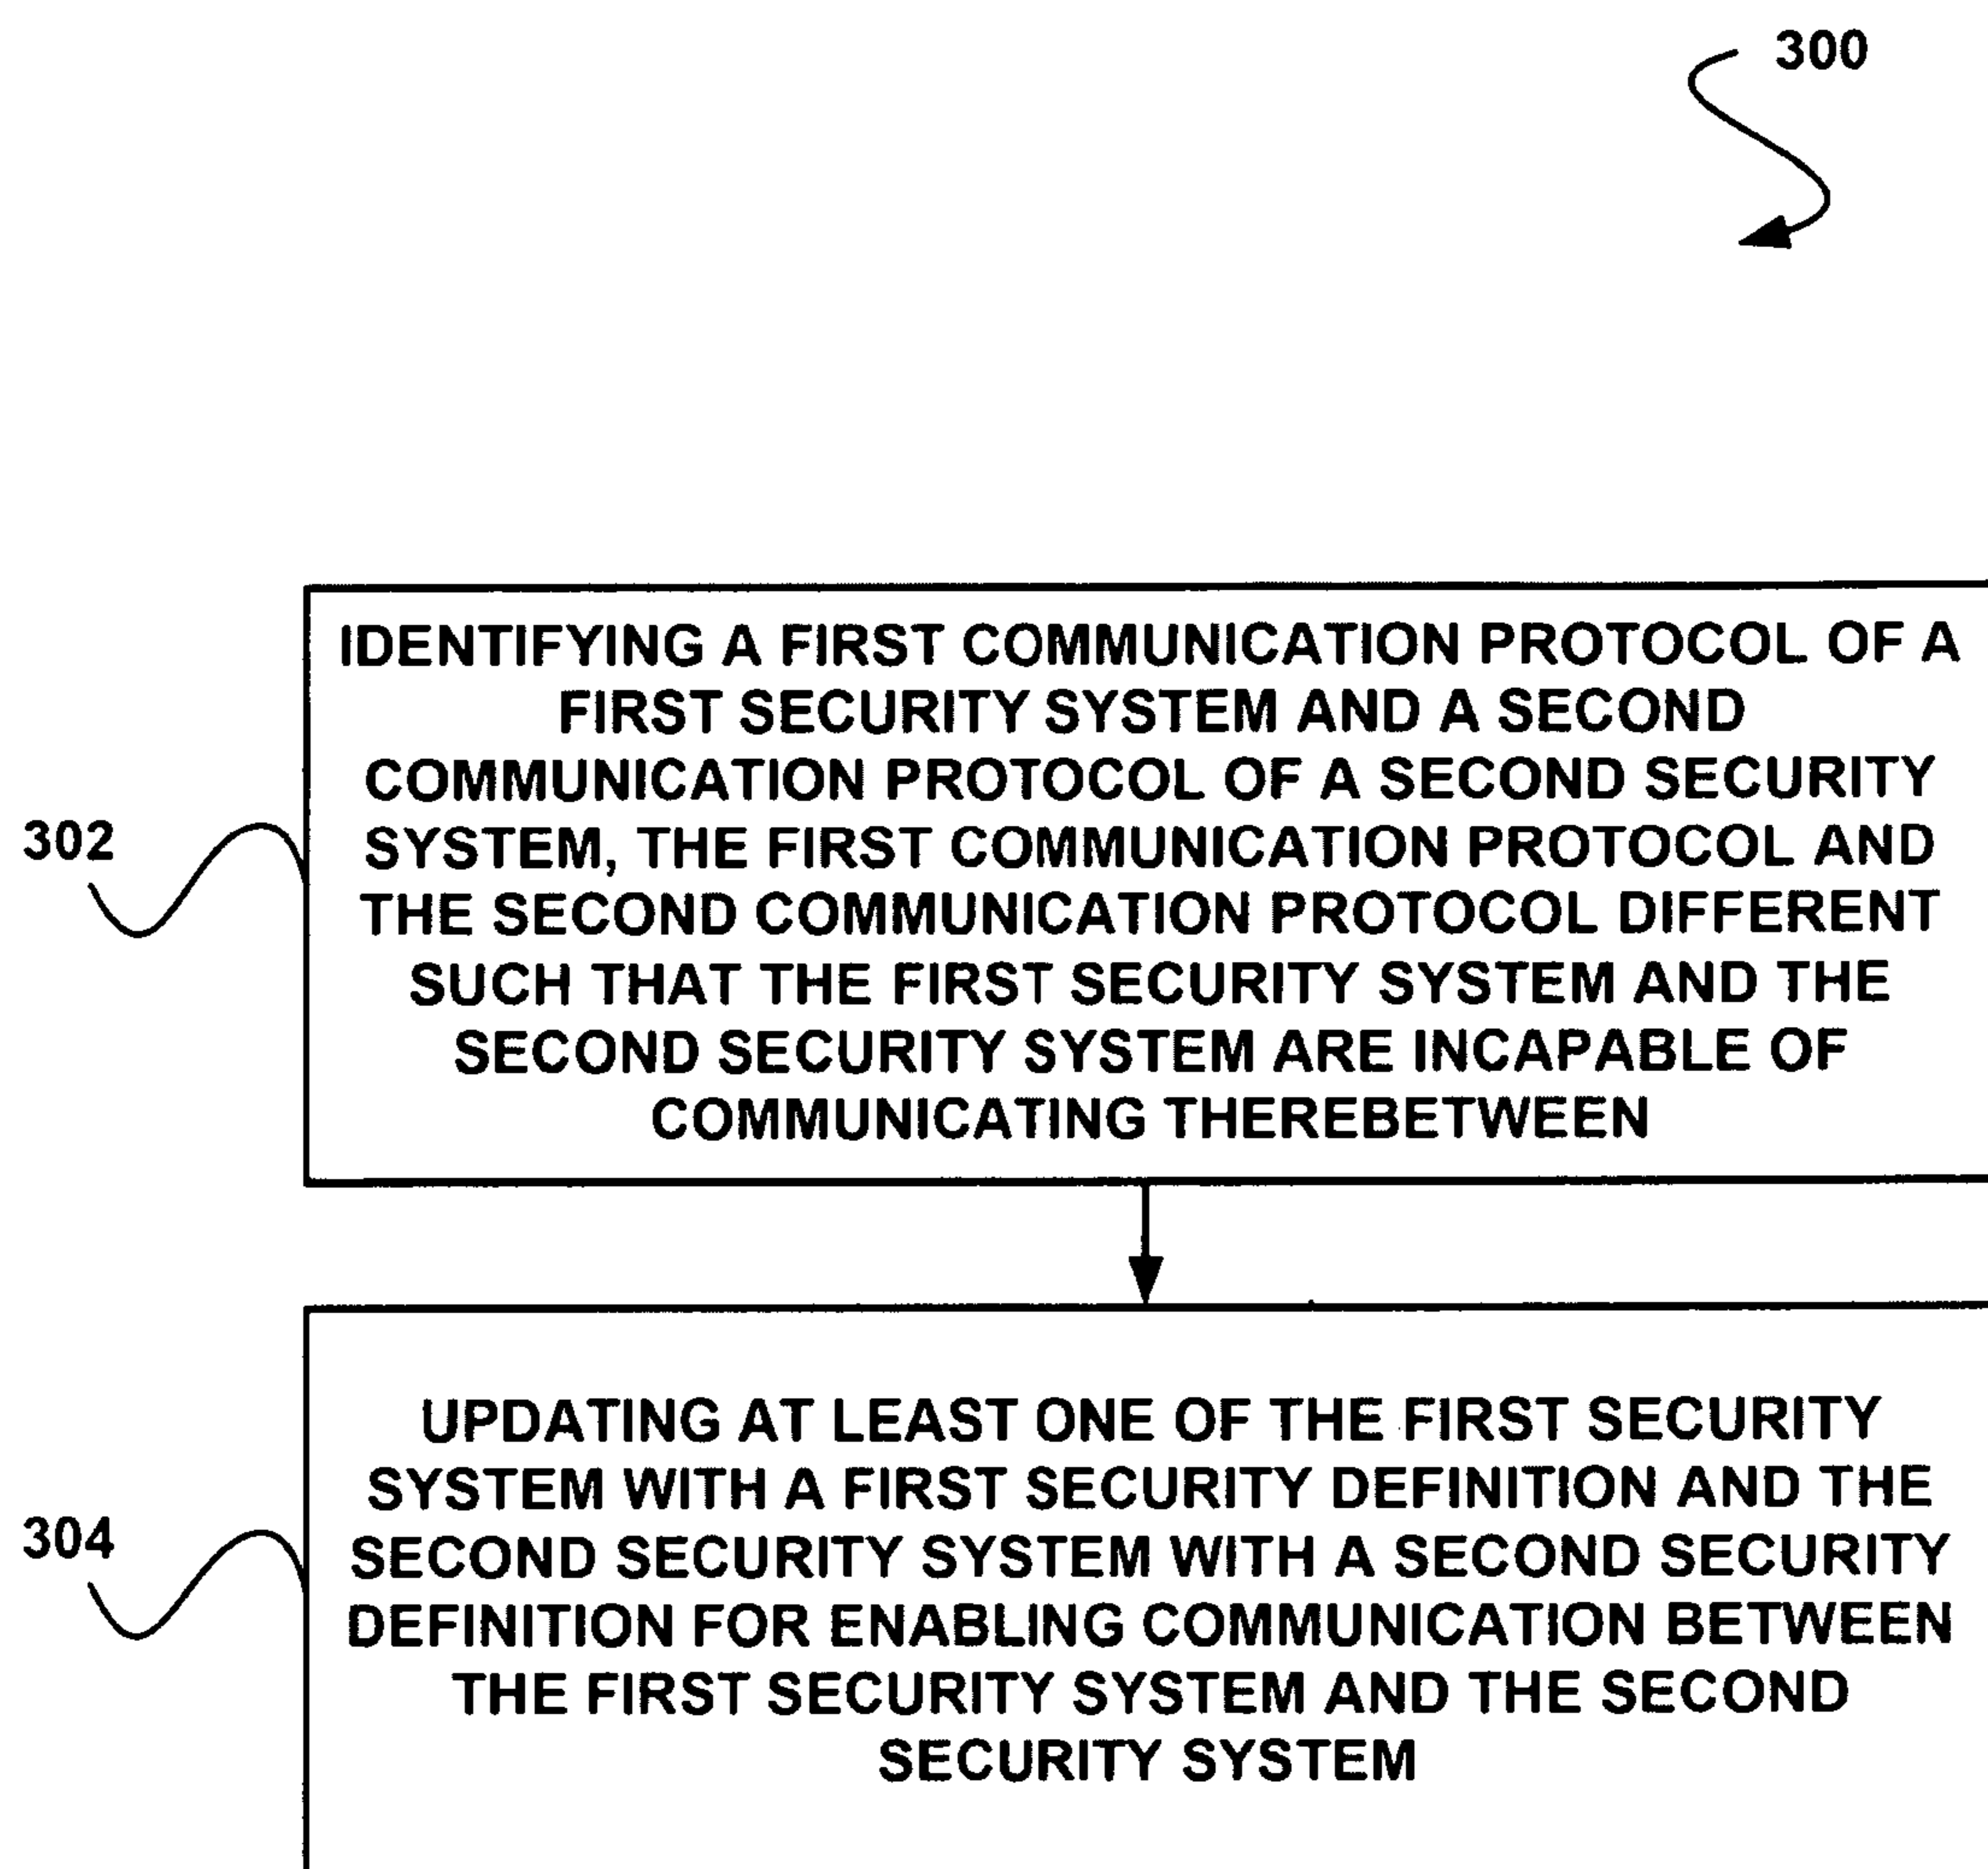 300
IDENTIFYING A FIRST COMMUNICATION PROTOCOL OF A
FIRST SECURITY SYSTEM AND A SECOND
COMMUNICATION PROTOCOL OF A SECOND SECURITY
SYSTEM, THE FIRST COMMUNICATION PROTOCOL AND
THE SECOND COMMUNICATION PROTOCOL DIFFERENT
SUCH THAT THE FIRST SECURITY SYSTEM AND THE
SECOND SECURITY SYSTEM ARE INCAPABLE OF
COMMUNICATING THEREBETWEEN
302
UPDATING AT LEAST ONE OF THE FIRST SECURITY
SYSTEM WITH A FIRST SECURITY DEFINITION AND THE
SECOND SECURITY SYSTEM WITH A SECOND SECURITY
DEFINITION FOR ENABLING COMMUNICATION BETWEEN
THE FIRST SECURITY SYSTEM AND THE SECOND
SECURITY SYSTEM
304